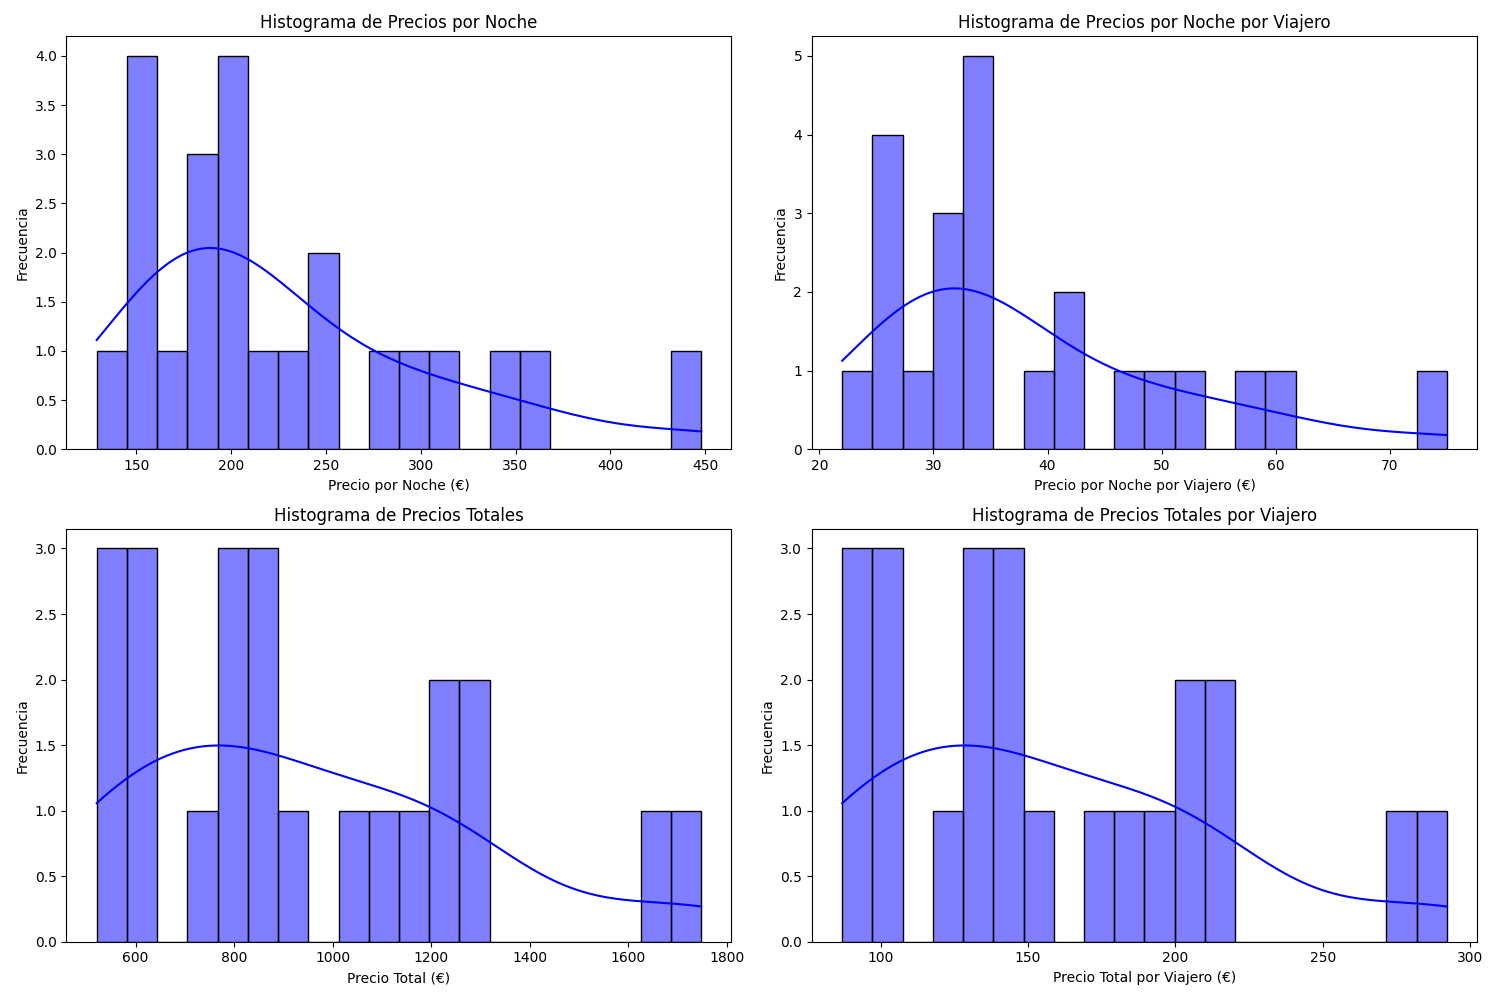 Histograma de Precios por Noche
4.0
3.5
3.0
2.5
2.0
1.5
1.0
0.5
0.0
Frecuencia
150 200 250 300 350 400 450
Precio por Noche (€)
Histograma de Precios por Noche por Viajero
5
4
3
2
1
0
Frecuencia
20 30 40 50 60 70
Precio por Noche por Viajero (€)
Histograma de Precios Totales
3.0
2.5
2.0
1.5
1.0
0.5
0.0
Frecuencia
600 800 1000 1200 1400 1600 1800
Precio Total (€)
Histograma de Precios Totales por Viajero
3.0
2.5
2.0
1.5
1.0
0.5
0.0
Frecuencia
100 150 200 250 300
Precio Total por Viajero (€)